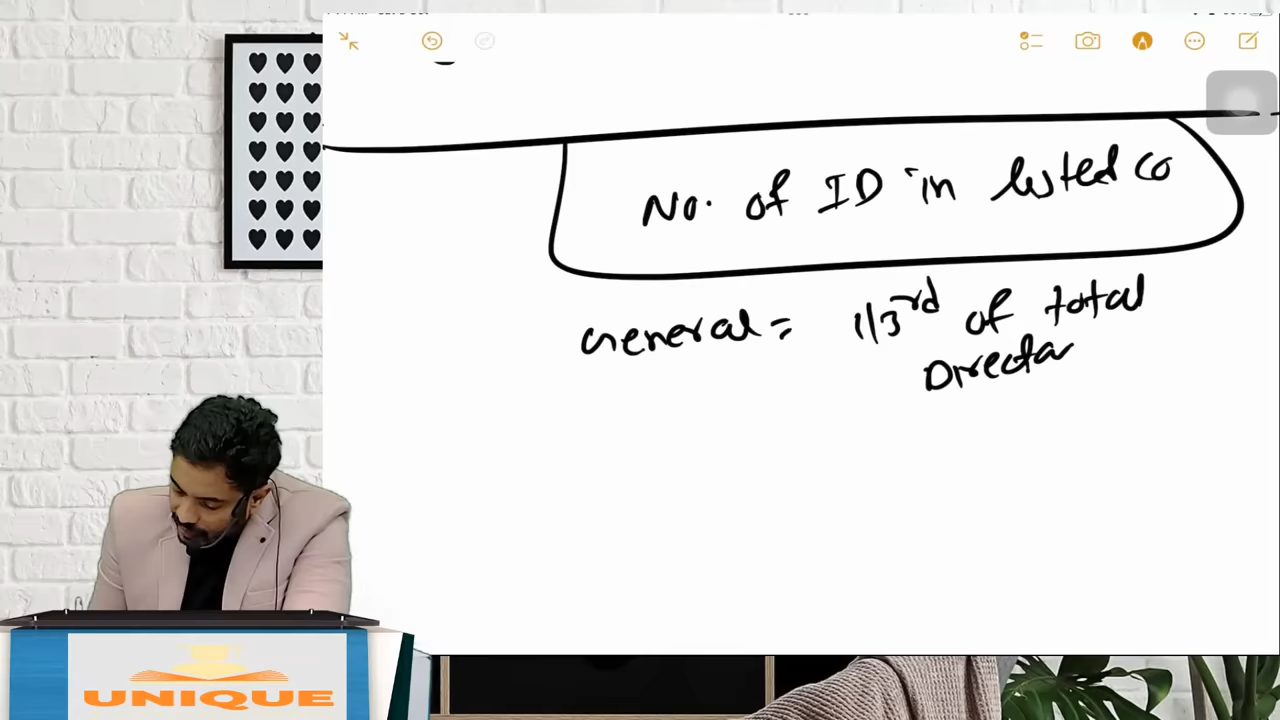 No. of ID in listed co
General = 1/3rd of total
Director
UNIQUE